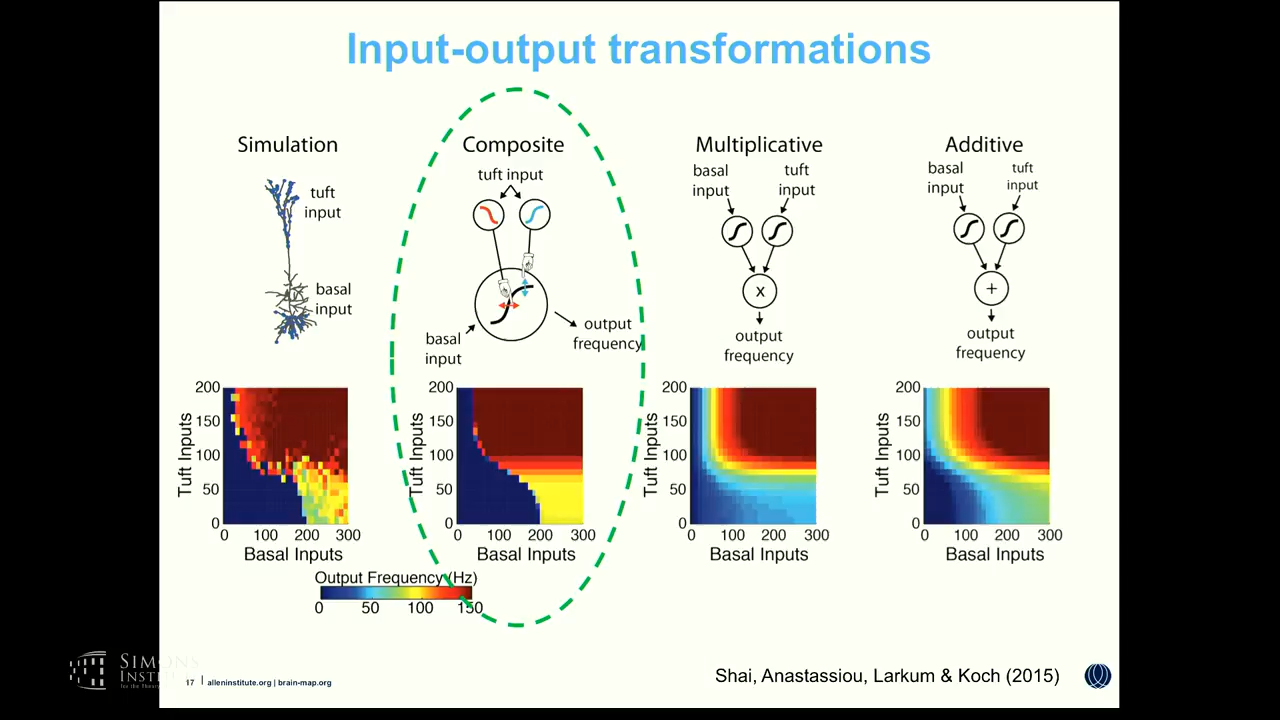 Input-output transformations
Simulation
tuft
input
basal
input
Composite
tuft input
basal
input
output
frequency
Multiplicative
basal
input
tuft
input
x
output
frequency
Additive
basal
input
tuft
input
+
output
frequency
200
150
100
50
0
Tuft Inputs
0 100 200 300
Basal Inputs
200
150
100
50
0
Tuft Inputs
0 100 200 300
Basal Inputs
200
150
100
50
0
Tuft Inputs
0 100 200 300
Basal Inputs
200
150
100
50
0
Tuft Inputs
0 100 200 300
Basal Inputs
Output Frequency (Hz)
0 50 100 150
Shai, Anastassiou, Larkum & Koch (2015)
17 | alleninstitute.org | brain-map.org
SIMONS
INSTIT